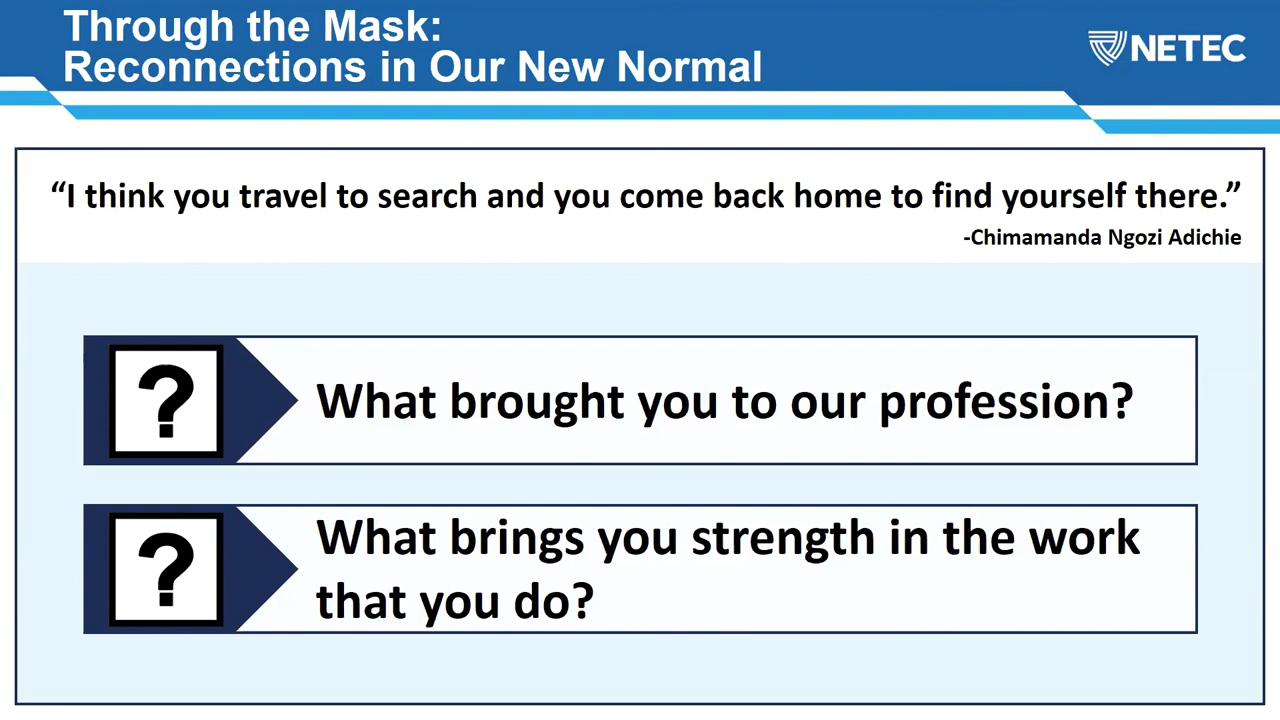 Through the Mask:
Reconnections in Our New Normal
NETEC
“I think you travel to search and you come back home to find yourself there.”
-Chimamanda Ngozi Adichie
?
What brought you to our profession?
?
What brings you strength in the work
that you do?